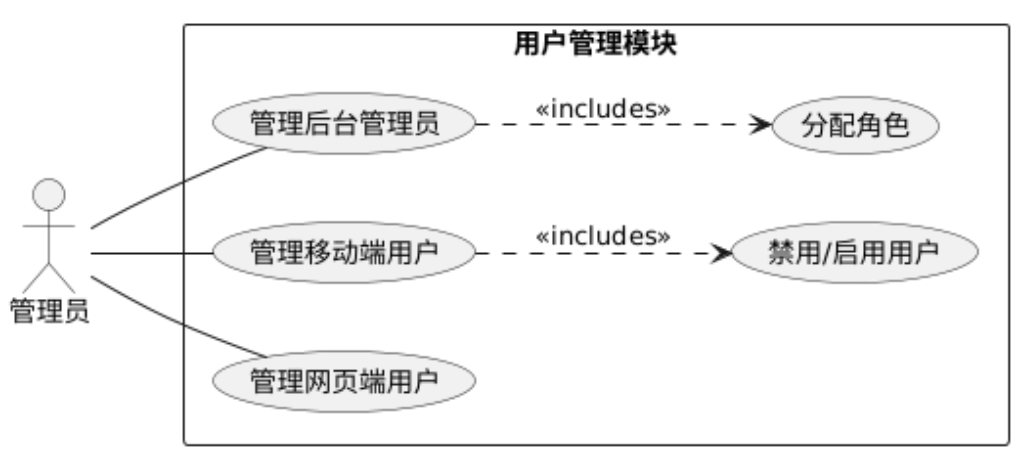 用户管理模块
管理后台管理员
«includes»
分配角色
管理移动端用户
«includes»
禁用/启用用户
管理员
管理网页端用户